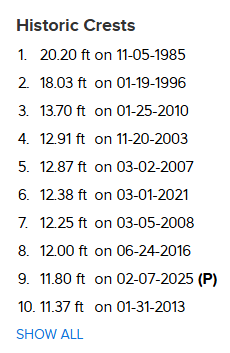 Historic Crests
1. 20.20 ft on 11-05-1985
2. 18.03 ft on 01-19-1996
3. 13.70 ft on 01-25-2010
4. 12.91 ft on 11-20-2003
5. 12.87 ft on 03-02-2007
6. 12.38 ft on 03-01-2021
7. 12.25 ft on 03-05-2008
8. 12.00 ft on 06-24-2016
9. 11.80 ft on 02-07-2025 (P)
10. 11.37 ft on 01-31-2013
SHOW ALL